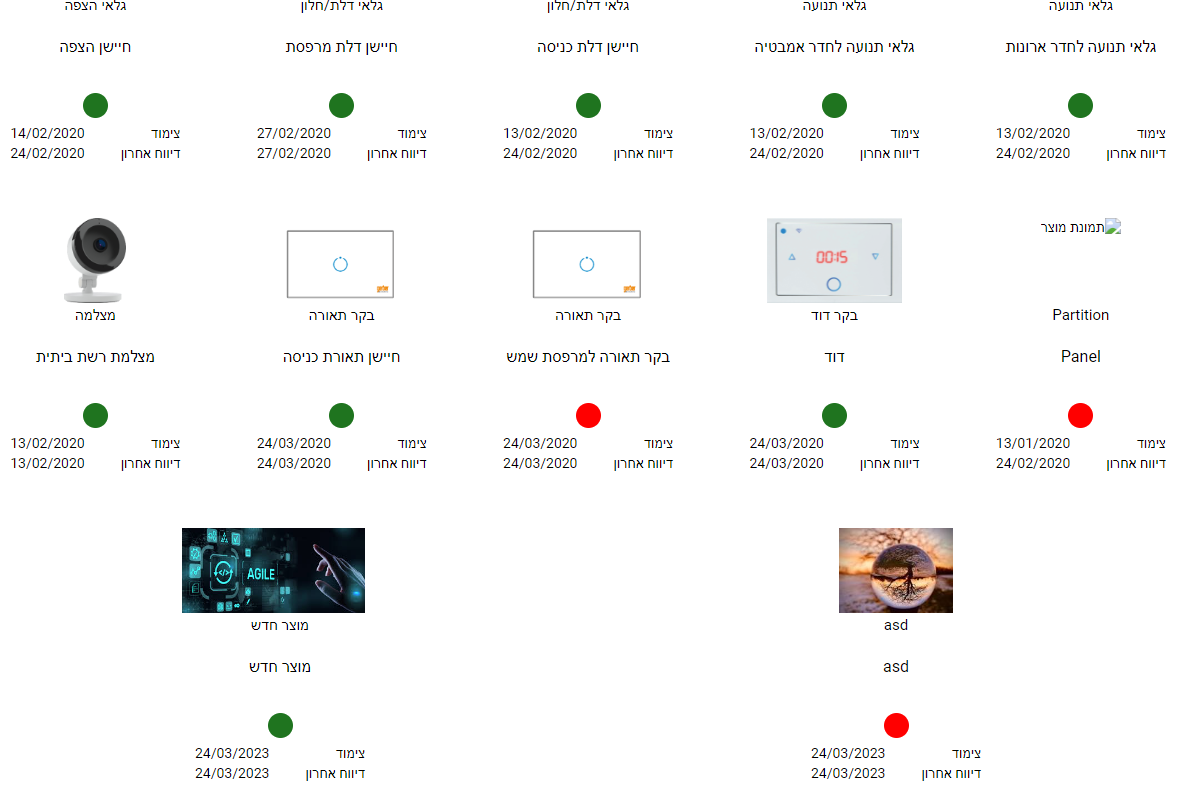 גלאי תנועה
גלאי תנועה
גלאי דלת/חלון
גלאי דלת/חלון
גלאי הצפה
גלאי תנועה לחדר ארונות
גלאי תנועה לחדר אמבטיה
חיישן דלת כניסה
חיישן דלת מרפסת
חיישן הצפה
צימוד 13/02/2020
דיווח אחרון 24/02/2020
צימוד 13/02/2020
דיווח אחרון 24/02/2020
צימוד 13/02/2020
דיווח אחרון 24/02/2020
צימוד 27/02/2020
דיווח אחרון 27/02/2020
צימוד 14/02/2020
דיווח אחרון 24/02/2020
תמונת מוצר
Partition
Panel
צימוד 13/01/2020
דיווח אחרון 24/02/2020
00:15
בקר דוד
דוד
צימוד 24/03/2020
דיווח אחרון 24/03/2020
בקר תאורה
בקר תאורה למרפסת שמש
צימוד 24/03/2020
דיווח אחרון 24/03/2020
בקר תאורה
חיישן תאורת כניסה
צימוד 24/03/2020
דיווח אחרון 24/03/2020
מצלמה
מצלמת רשת ביתית
צימוד 13/02/2020
דיווח אחרון 13/02/2020
asd
asd
צימוד 24/03/2023
דיווח אחרון 24/03/2023
</> AGILE
מוצר חדש
מוצר חדש
צימוד 24/03/2023
דיווח אחרון 24/03/2023